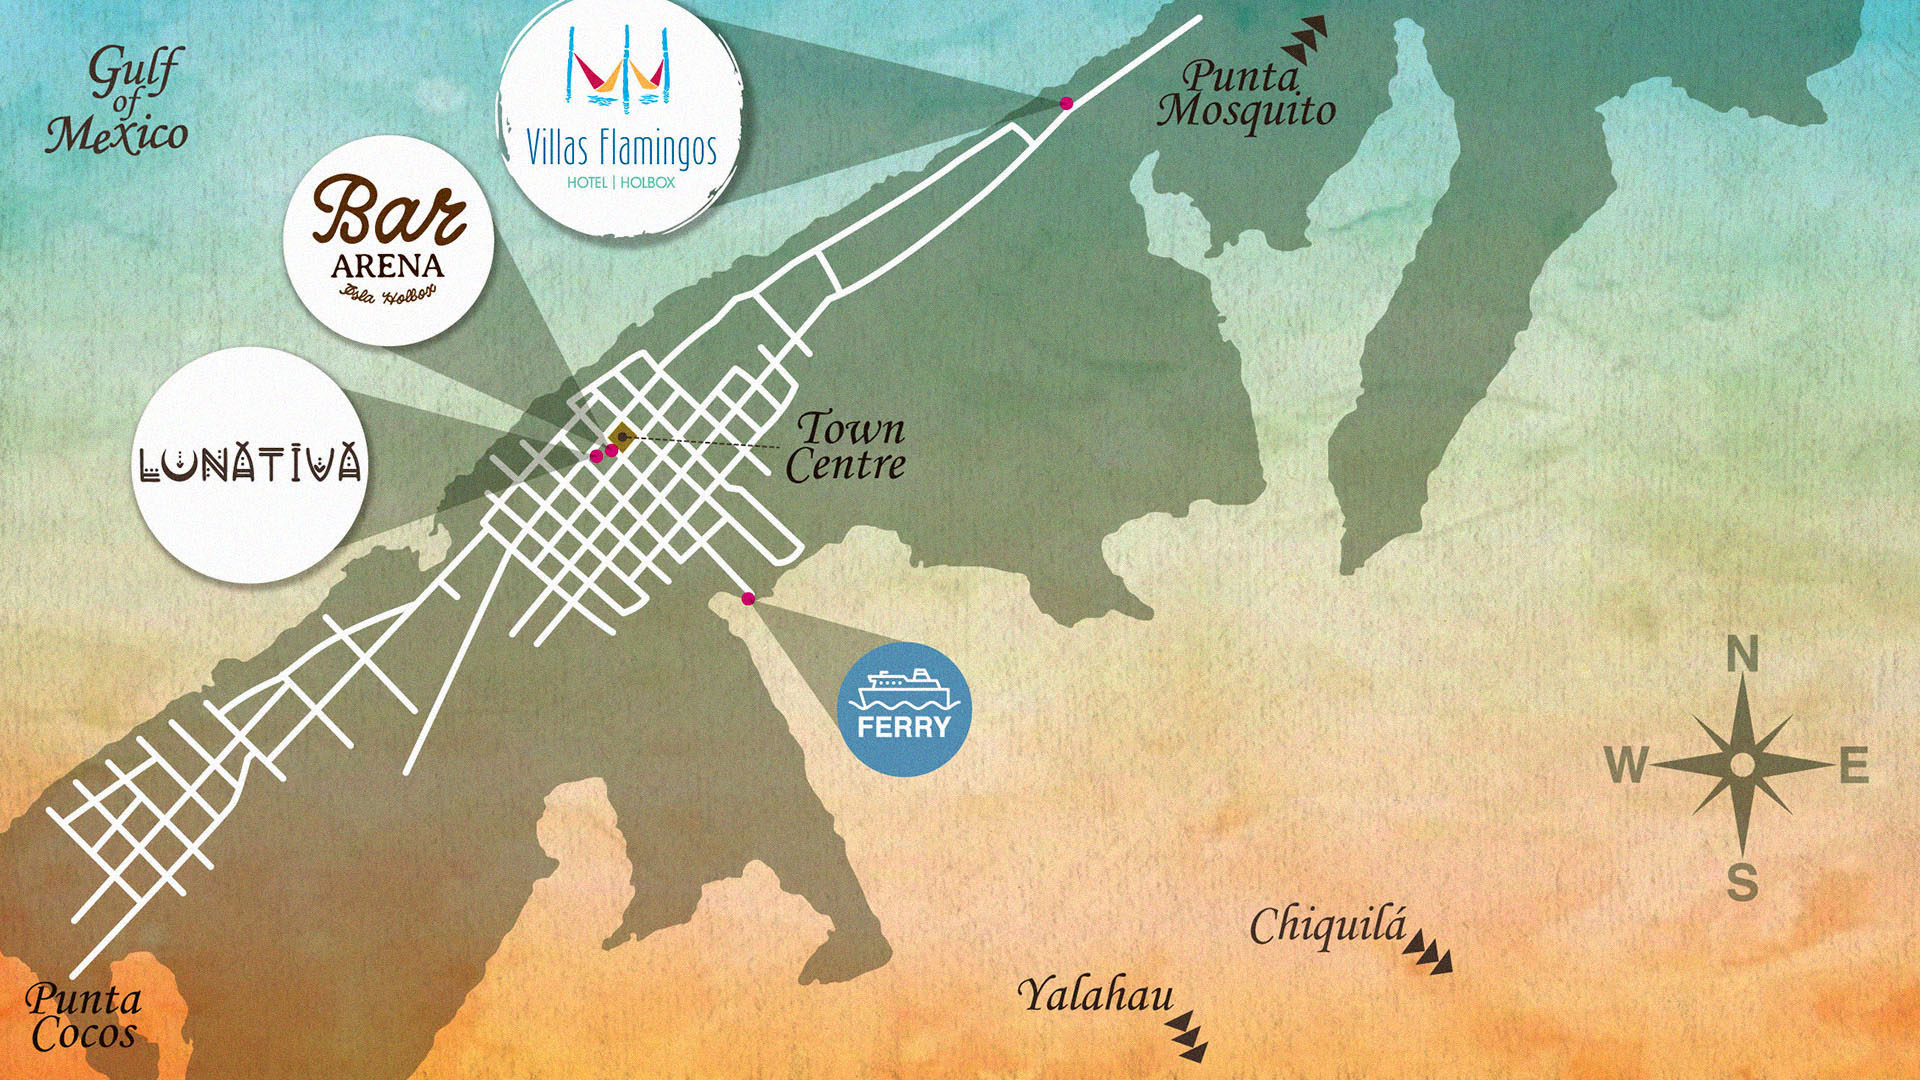 Gulf
of
Mexico
Villas Flamingos
HOTEL | HOLBOX
Punta
Mosquito
Bar
ARENA
Isla Holbox
LUNATIVA
Town
Centre
FERRY
N
W
E
S
Chiquilá
Yalahau
Punta
Cocos